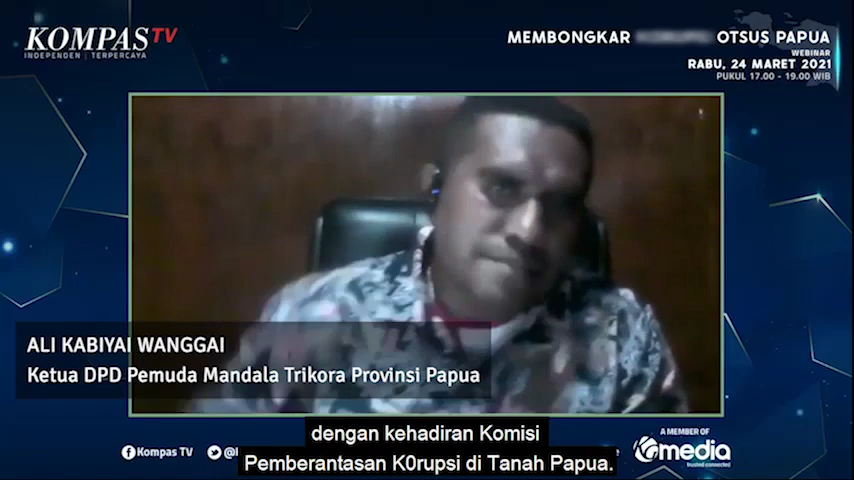 KOMPAS TV
INDEPENDEN | TERPERCAYA
MEMBONGKAR OTSUS PAPUA
WEBINAR
RABU, 24 MARET 2021
PUKUL 17.00 - 19.00 WIB
ALI KABIYAI WANGGAI
Ketua DPD Pemuda Mandala Trikora Provinsi Papua
dengan kehadiran Komisi
Pemberantasan K0rupsi di Tanah Papua.
Kompas TV
A MEMBER OF
media
trusted connected